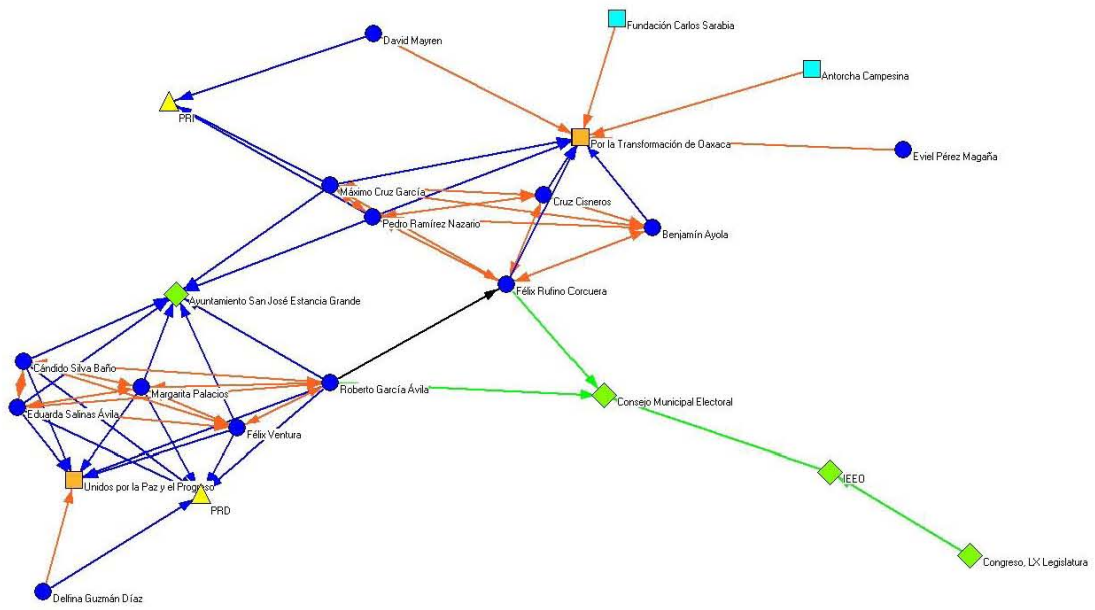 Fundación Carlos Sarabia
David Mayren
Antorcha Campesina
PRI
Por la Transformación de Oaxaca
Eviel Pérez Magaña
Máximo Cruz García
Cruz Cisneros
Pedro Ramírez Nazario
Benjamín Ayola
Félix Rufino Corcuera
Ayuntamiento San José Estancia Grande
Cándido Silva Baño
Roberto García Ávila
Margarita Palacios
Consejo Municipal Electoral
Eduarda Salinas Ávila
Félix Ventura
IEEO
Unidos por la Paz y el Progreso
PRD
Congreso, LX Legislatura
Delfina Guzmán Díaz